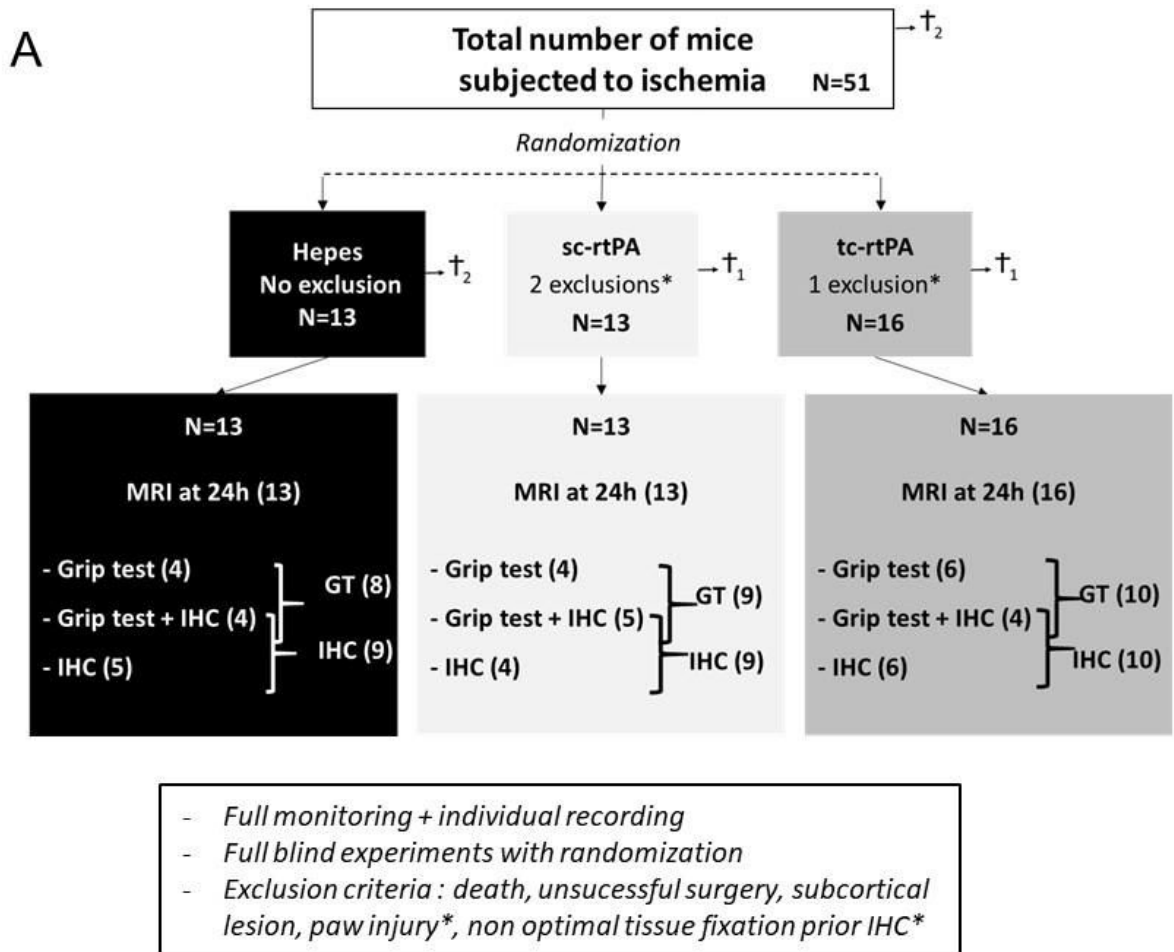 A
Total number of mice
subjected to ischemia N=51
†2
Randomization
Hepes
No exclusion
N=13
†2
sc-rtPA
2 exclusions*
N=13
†1
tc-rtPA
1 exclusion*
N=16
†1
N=13
MRI at 24h (13)
- Grip test (4)
- Grip test + IHC (4)
- IHC (5)
GT (8)
IHC (9)
N=13
MRI at 24h (13)
- Grip test (4)
- Grip test + IHC (5)
- IHC (4)
GT (9)
IHC (9)
N=16
MRI at 24h (16)
- Grip test (6)
- Grip test + IHC (4)
- IHC (6)
GT (10)
IHC (10)
- Full monitoring + individual recording
- Full blind experiments with randomization
- Exclusion criteria : death, unsucessful surgery, subcortical
lesion, paw injury*, non optimal tissue fixation prior IHC*